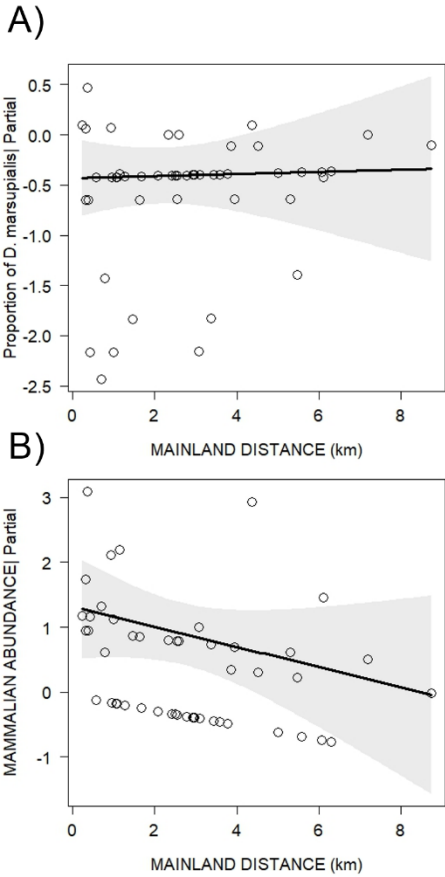 A)
Proportion of D. marsupialis| Partial
0.5
0.0
-0.5
-1.0
-1.5
-2.0
-2.5
0 2 4 6 8
MAINLAND DISTANCE (km)
B)
MAMMALIAN ABUNDANCE| Partial
3
2
1
0
-1
0 2 4 6 8
MAINLAND DISTANCE (km)